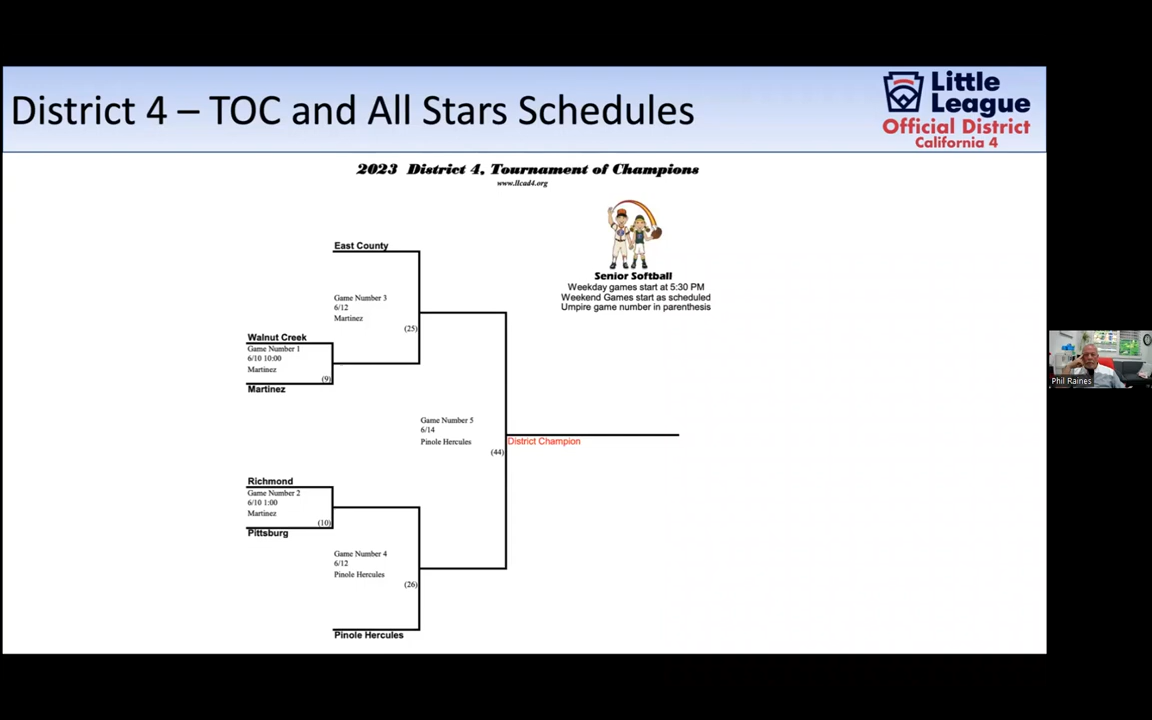 District 4 – TOC and All Stars Schedules
Little
League
Official District
California 4
2023 District 4, Tournament of Champions
www.llcad4.org
Senior Softball
Weekday games start at 5:30 PM
Weekend Games start as scheduled
Umpire game number in parenthesis
East County
Game Number 3
6/12
Martinez
(25)
Walnut Creek
Game Number 1
6/10 10:00
Martinez
(9)
Martinez
Game Number 5
6/14
Pinole Hercules
(44)
District Champion
Richmond
Game Number 2
6/10 1:00
Martinez
(10)
Pittsburg
Game Number 4
6/12
Pinole Hercules
(26)
Pinole Hercules
Phil Raines